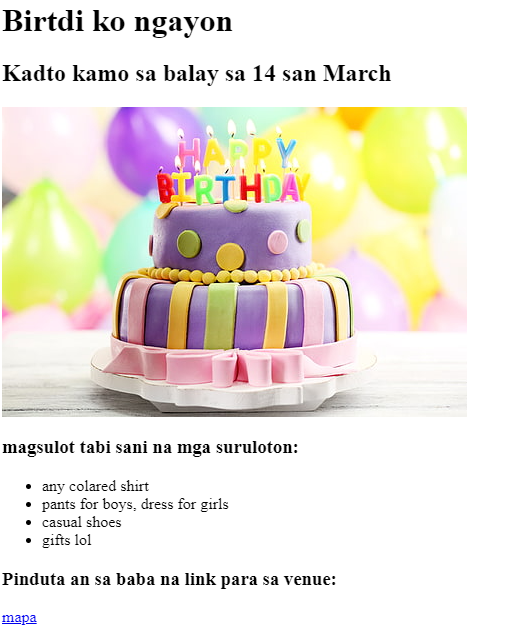 Birtdi ko ngayon
Kadto kamo sa balay sa 14 san March
HAPPY
BIRTHDAY
magsulot tabi sani na mga suruloton:
any colared shirt
pants for boys, dress for girls
casual shoes
gifts lol
Pinduta an sa baba na link para sa venue:
mapa